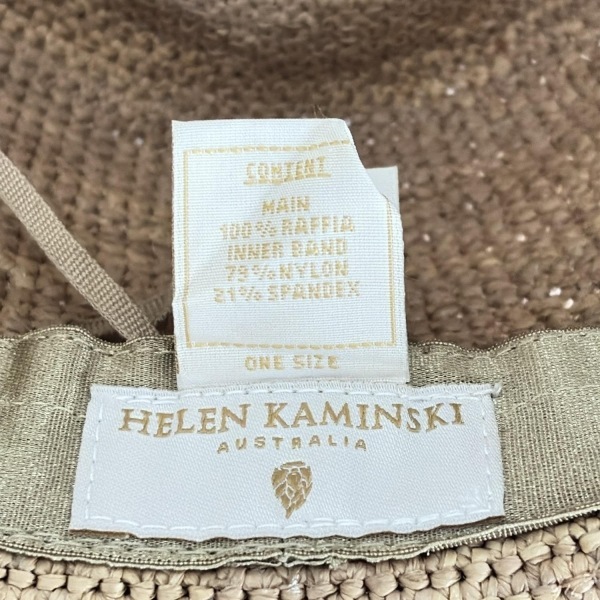 CONTENT
MAIN
100% RAFFIA
INNER BAND
79% NYLON
21% SPANDEX
ONE SIZE
HELEN KAMINSKI
AUSTRALIA